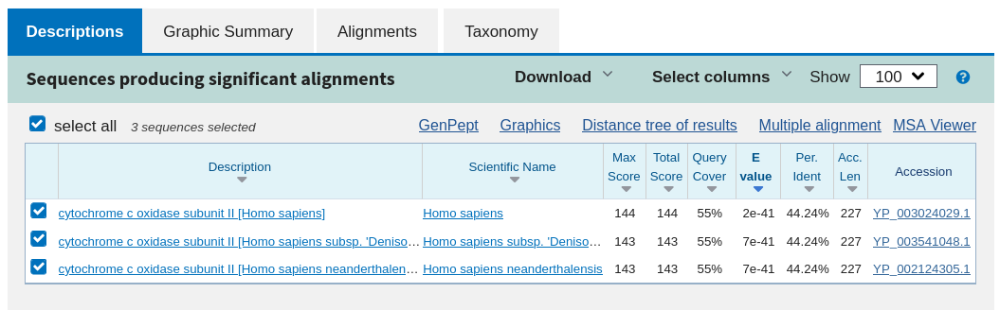 Descriptions Graphic Summary Alignments Taxonomy
Sequences producing significant alignments Download Select columns Show 100 ?
select all 3 sequences selected GenPept Graphics Distance tree of results Multiple alignment MSA Viewer
Description Scientific Name Max Score Total Score Query Cover E value Per. Ident Acc. Len Accession
cytochrome c oxidase subunit II [Homo sapiens] Homo sapiens 144 144 55% 2e-41 44.24% 227 YP_003024029.1
cytochrome c oxidase subunit II [Homo sapiens subsp. 'Deniso… Homo sapiens subsp. 'Deniso… 143 143 55% 7e-41 44.24% 227 YP_003541048.1
cytochrome c oxidase subunit II [Homo sapiens neanderthalen… Homo sapiens neanderthalensis 143 143 55% 7e-41 44.24% 227 YP_002124305.1